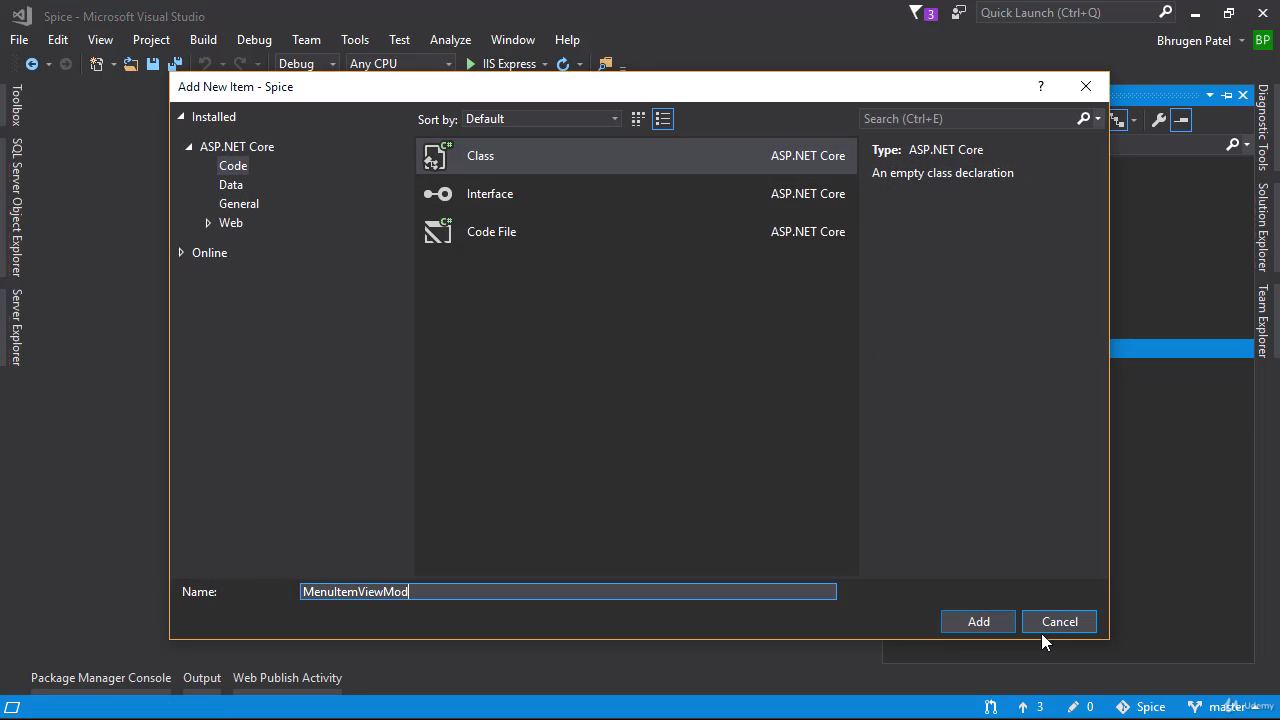 Spice - Microsoft Visual Studio
3
Quick Launch (Ctrl+Q)
File Edit View Project Build Debug Team Tools Test Analyze Window Help
Bhrugen Patel BP
Debug Any CPU IIS Express
Add New Item - Spice
?
Installed
Sort by: Default
Search (Ctrl+E)
ASP.NET Core
Code
Data
General
Web
Online
C# Class ASP.NET Core
Interface ASP.NET Core
C# Code File ASP.NET Core
Type: ASP.NET Core
An empty class declaration
Name: MenuItemViewMod
Add Cancel
Toolbox
SQL Server Object Explorer
Server Explorer
Diagnostic Tools
Solution Explorer
Team Explorer
Package Manager Console Output Web Publish Activity
3 0 Spice master
Udemy